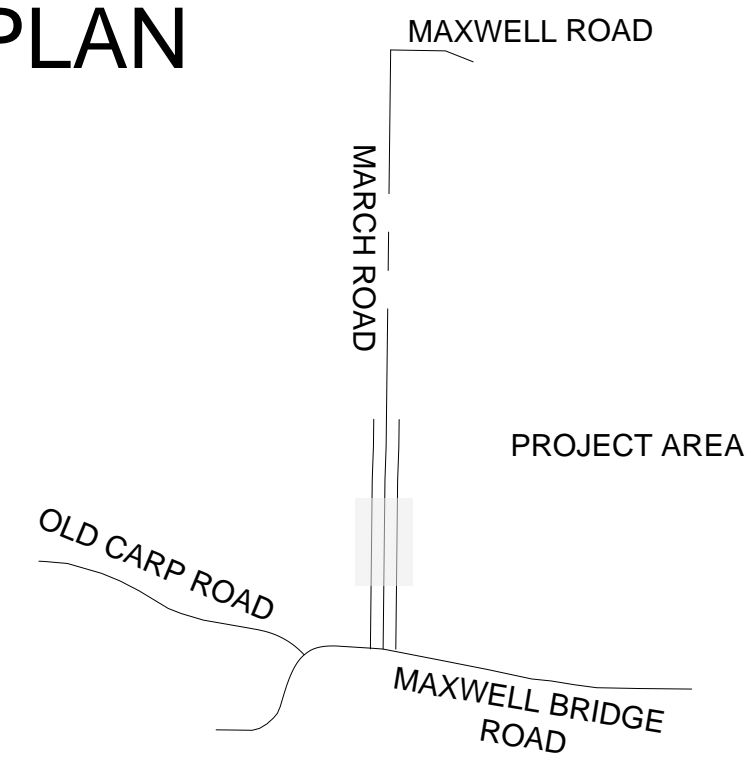 PLAN
MAXWELL ROAD
MARCH ROAD
PROJECT AREA
OLD CARP ROAD
MAXWELL BRIDGE
ROAD